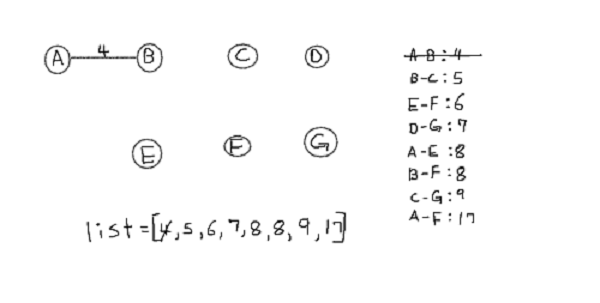 A 4 B C D
E F G
A-B:4
B-C:5
E-F:6
D-G:7
A-E:8
B-F:8
C-G:9
A-F:17
list=[4,5,6,7,8,8,9,17]